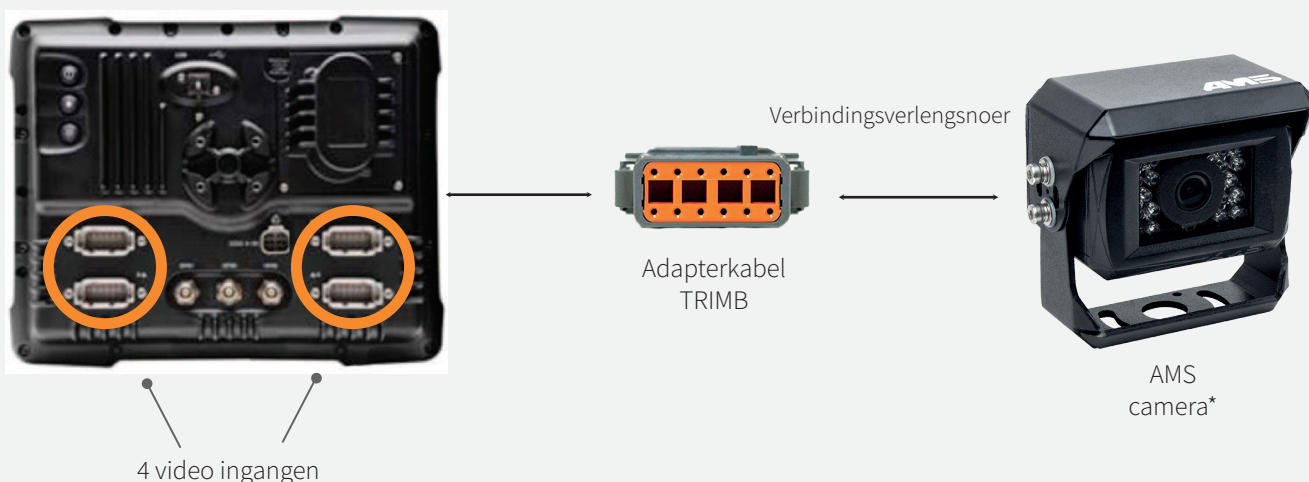 Verbindingsverlengsnoer
AMS
Adapterkabel
TRIMB
AMS
camera*
4 video ingangen